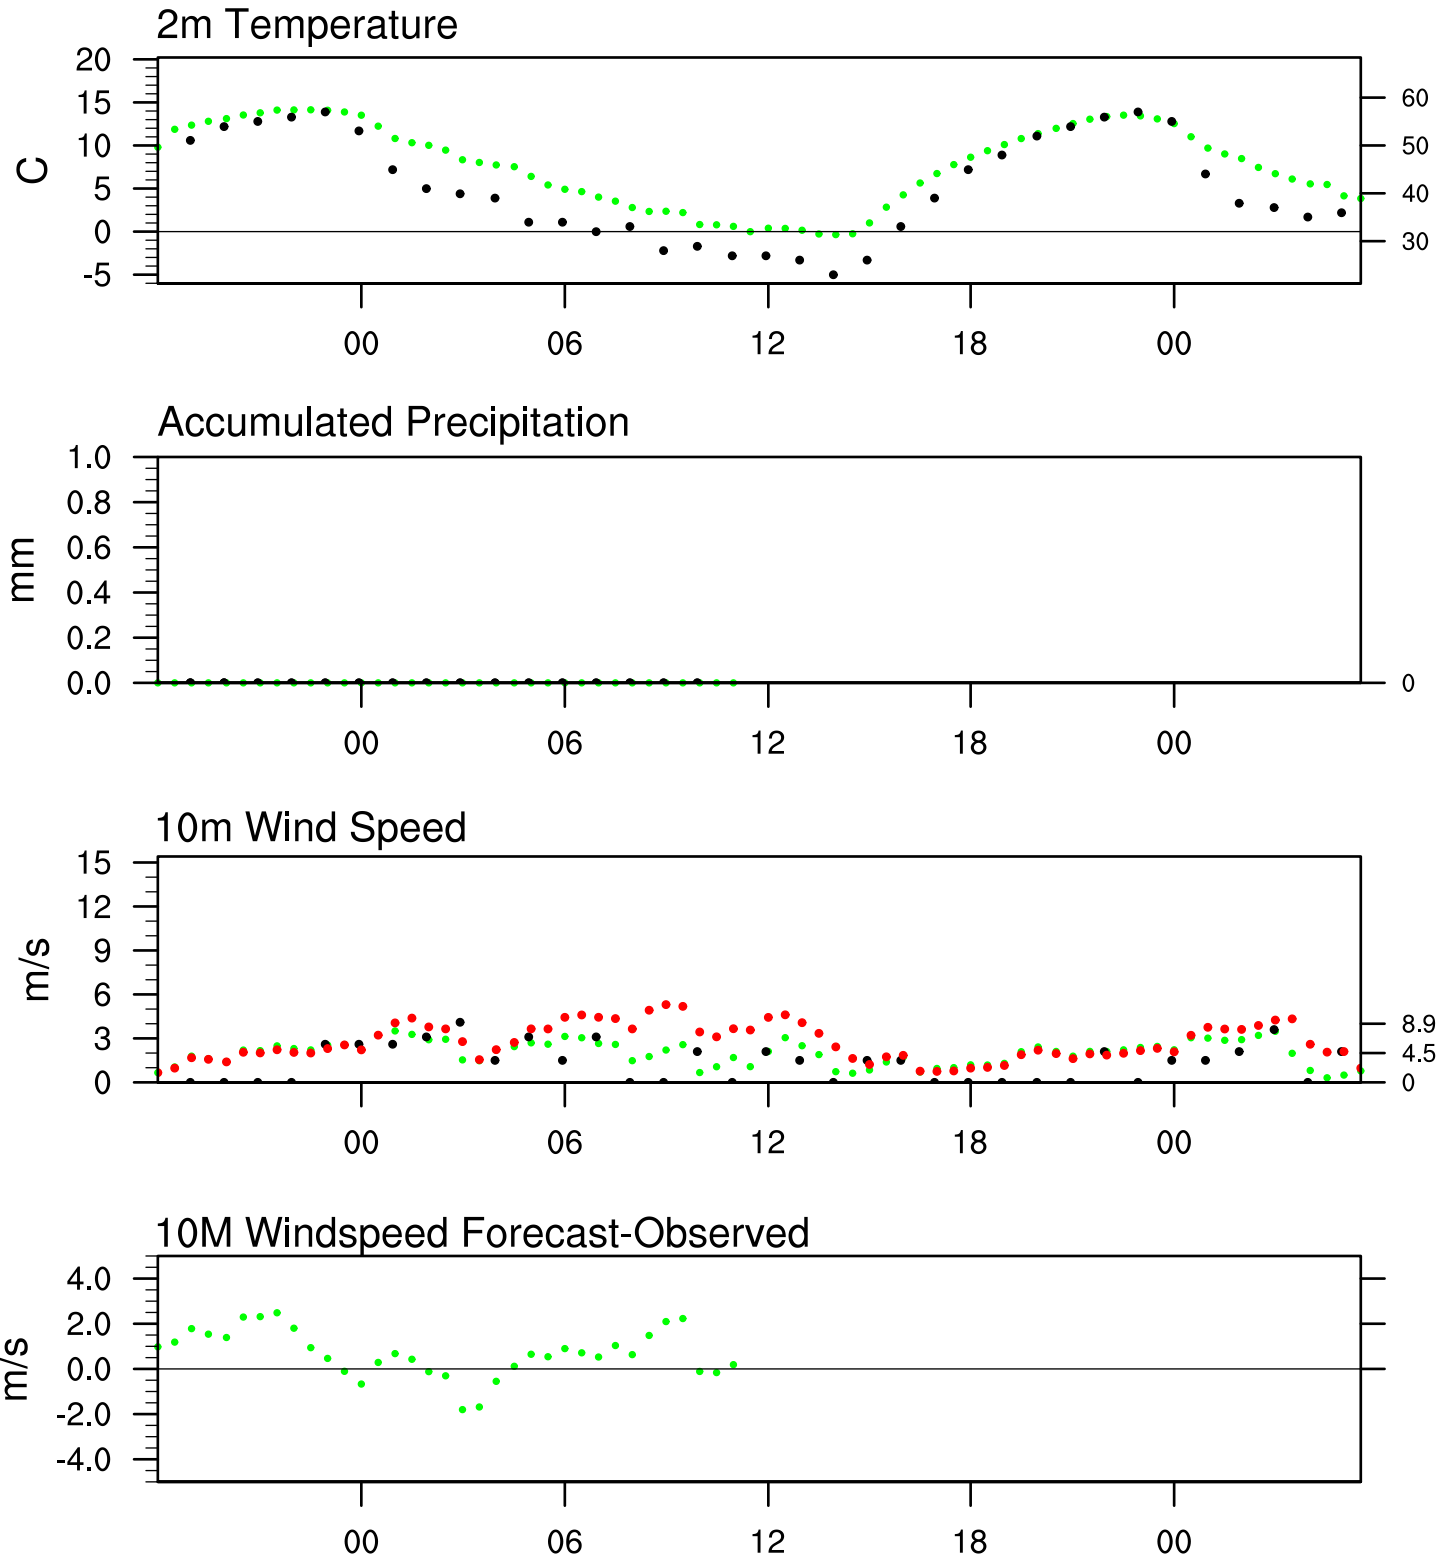 2m Temperature
20
15
10
5
0
-5
C
60
50
40
30
00 06 12 18 00
Accumulated Precipitation
1.0
0.8
0.6
0.4
0.2
0.0
mm
0
00 06 12 18 00
10m Wind Speed
15
12
9
6
3
0
m/s
8.9
4.5
0
00 06 12 18 00
10M Windspeed Forecast-Observed
4.0
2.0
0.0
-2.0
-4.0
m/s
00 06 12 18 00